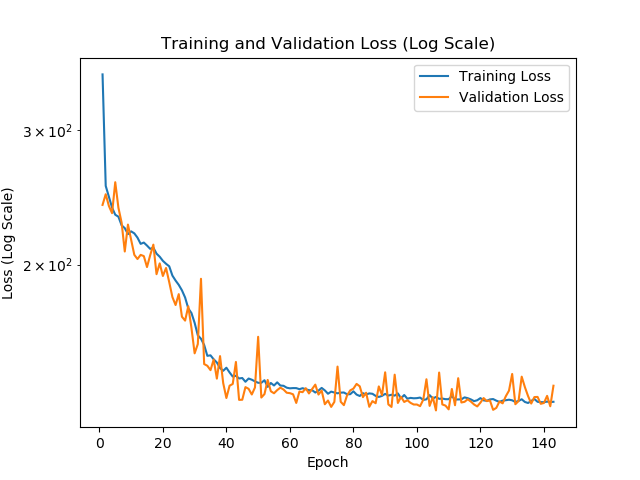 Training and Validation Loss (Log Scale)
Training Loss
Validation Loss
3 × 10²
2 × 10²
Loss (Log Scale)
0 20 40 60 80 100 120 140
Epoch